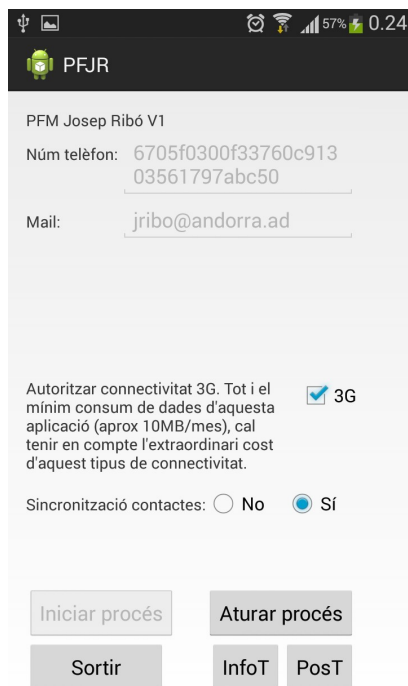 57% 0.24
PFJR
PFM Josep Ribó V1
Núm telèfon: 6705f0300f33760c913
03561797abc50
Mail: jribo@andorra.ad
Autoritzar connectivitat 3G. Tot i el
mínim consum de dades d'aquesta
aplicació (aprox 10MB/mes), cal
tenir en compte l'extraordinari cost
d'aquest tipus de connectivitat.
3G
Sincronització contactes: No Sí
Iniciar procés Aturar procés
Sortir InfoT PosT